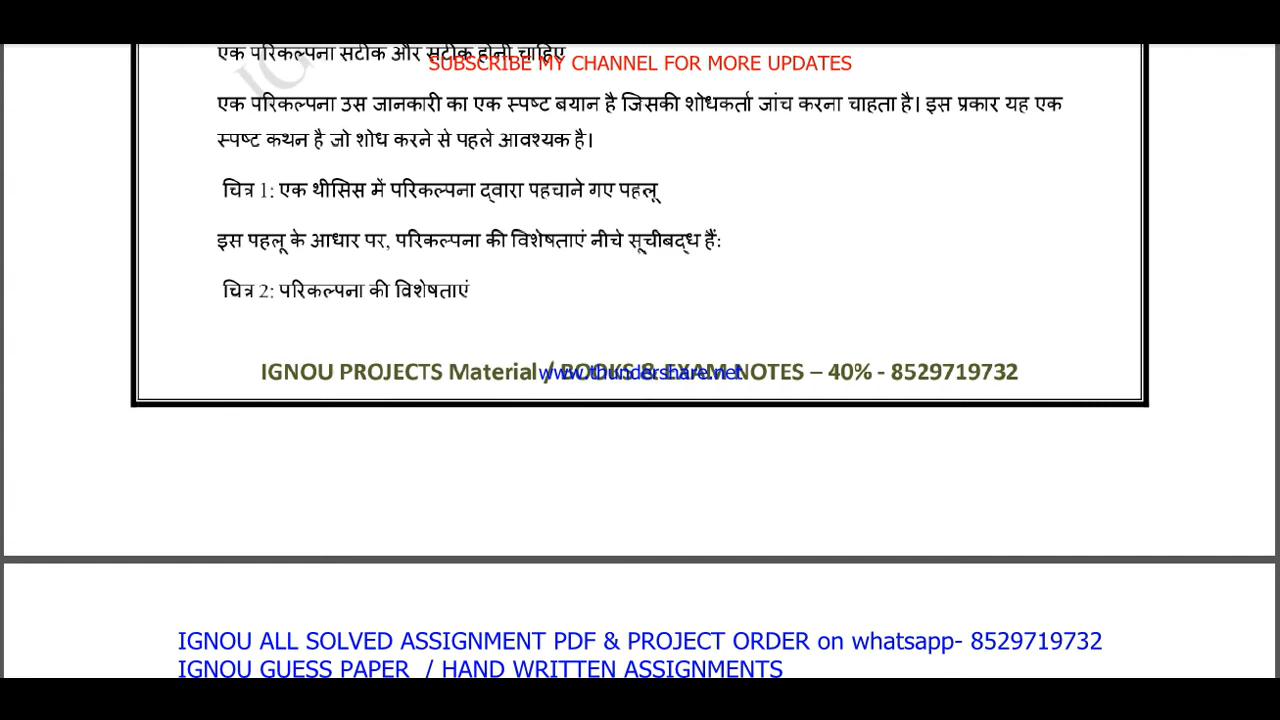 एक परिकल्पना सटीक और सटीक होनी चाहिए
SUBSCRIBE MY CHANNEL FOR MORE UPDATES
एक परिकल्पना उस जानकारी का एक स्पष्ट बयान है जिसकी शोधकर्ता जांच करना चाहता है। इस प्रकार यह एक
स्पष्ट कथन है जो शोध करने से पहले आवश्यक है।
चित्र 1: एक थीसिस में परिकल्पना द्वारा पहचाने गए पहलू
इस पहलू के आधार पर, परिकल्पना की विशेषताएं नीचे सूचीबद्ध हैं:
चित्र 2: परिकल्पना की विशेषताएं
IGNOU PROJECTS Material / BOOKS & EXAM NOTES – 40% - 8529719732
www.thundershare.net
IGNOU ALL SOLVED ASSIGNMENT PDF & PROJECT ORDER on whatsapp- 8529719732
IGNOU GUESS PAPER / HAND WRITTEN ASSIGNMENTS